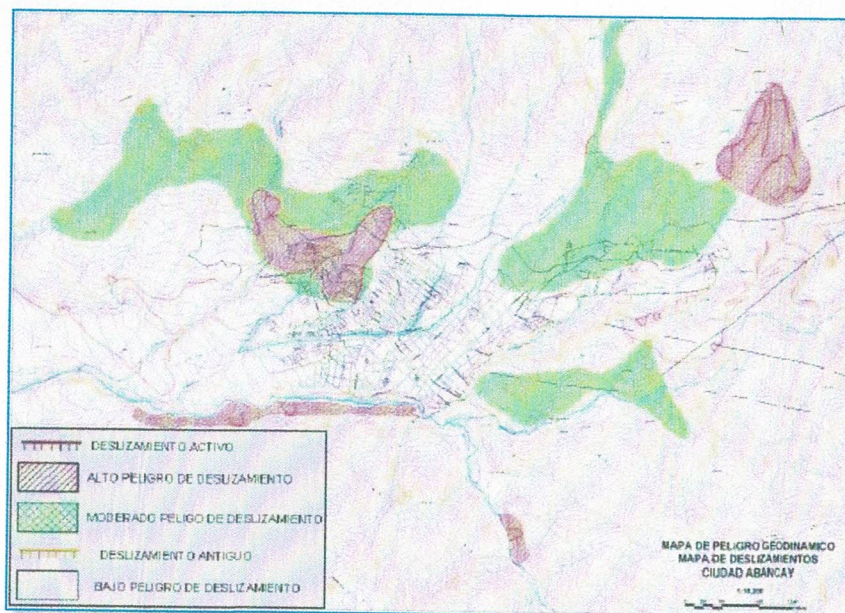 DESLIZAMIENTO ACTIVO
ALTO PELIGRO DE DESLIZAMIENTO
MODERADO PELIGO DE DESLIZAMIENTO
DESLIZAMIENTO ANTIGUO
BAJO PELIGRO DE DESLIZAMIENTO
MAPA DE PELIGRO GEODINAMICO
MAPA DE DESLIZAMIENTOS
CIUDAD ABANCAY